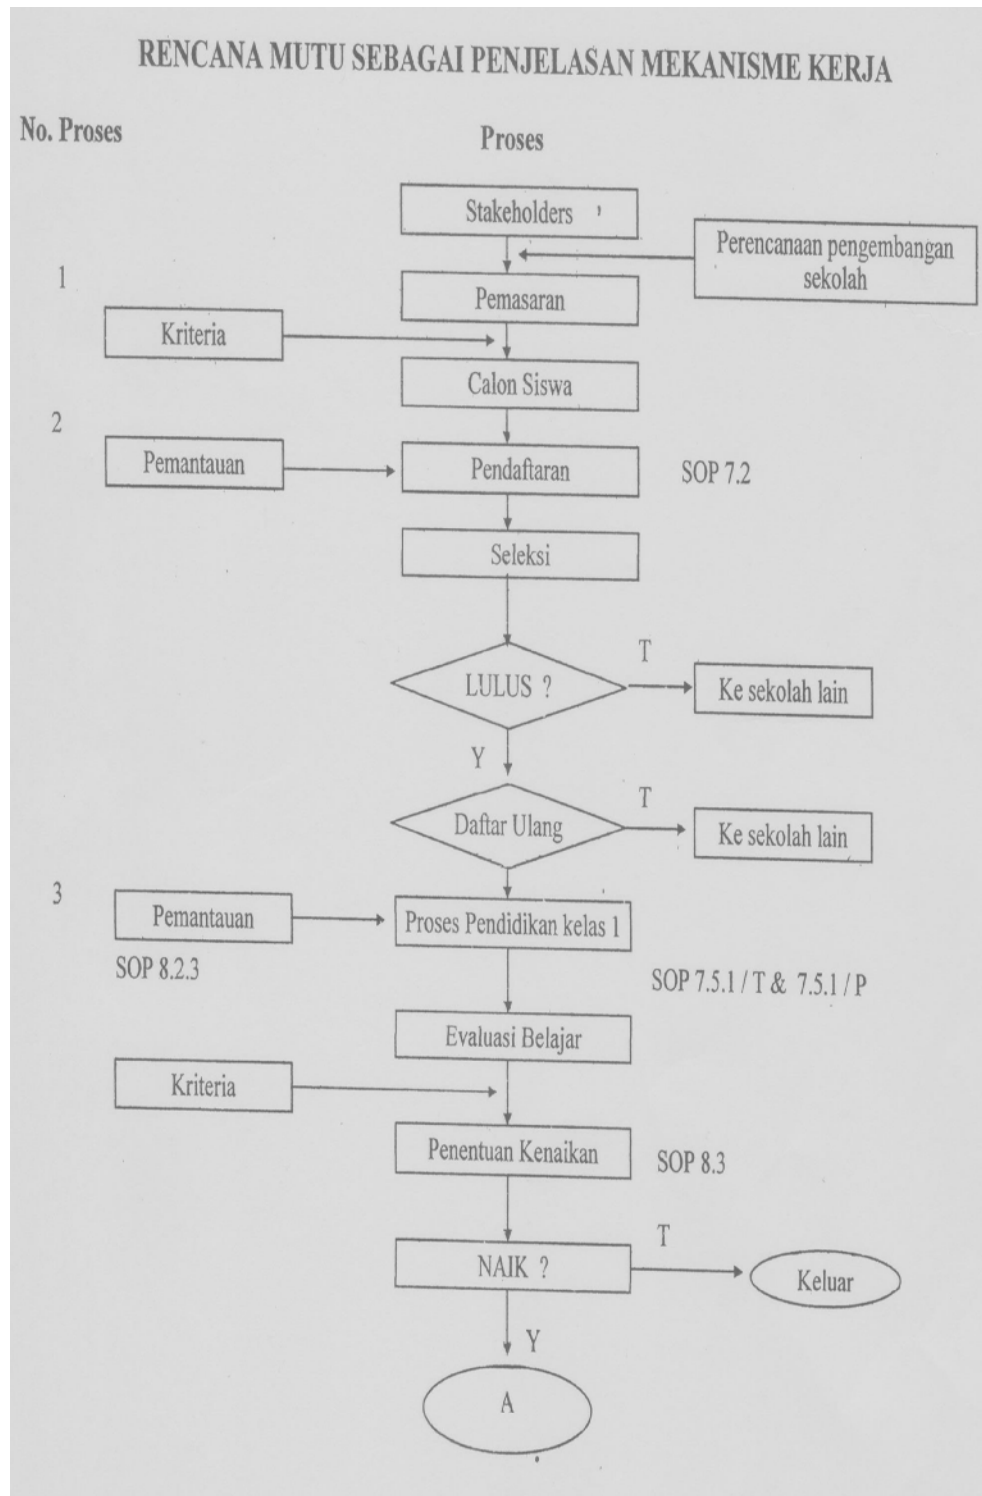 RENCANA MUTU SEBAGAI PENJELASAN MEKANISME KERJA
No. Proses
Proses
Stakeholders
Perencanaan pengembangan
sekolah
1
Pemasaran
Kriteria
Calon Siswa
2
Pemantauan
Pendaftaran
SOP 7.2
Seleksi
LULUS ?
T
Ke sekolah lain
Y
Daftar Ulang
T
Ke sekolah lain
3
Pemantauan
Proses Pendidikan kelas 1
SOP 8.2.3
SOP 7.5.1 / T & 7.5.1 / P
Evaluasi Belajar
Kriteria
Penentuan Kenaikan
SOP 8.3
NAIK ?
T
Keluar
Y
A